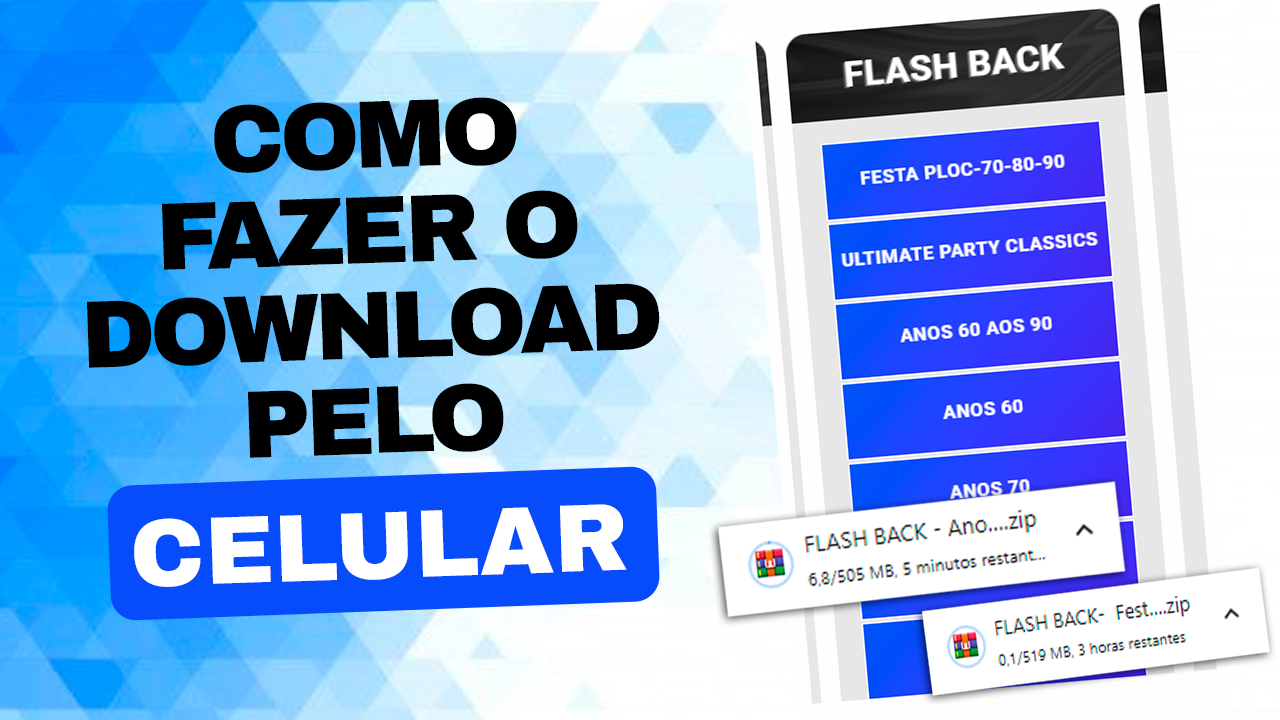 COMO
FAZER O
DOWNLOAD
PELO
CELULAR
FLASH BACK
FESTA PLOC-70-80-90
ULTIMATE PARTY CLASSICS
ANOS 60 AOS 90
ANOS 60
ANOS 70
FLASH BACK - Ano....zip
6,8/505 MB, 5 minutos restant...
FLASH BACK- Fest....zip
0,1/519 MB, 3 horas restantes